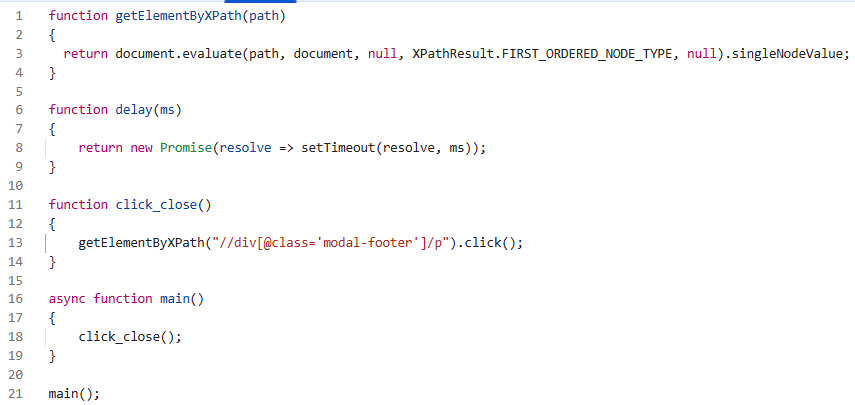 1 function getElementByXPath(path)
2 {
3 return document.evaluate(path, document, null, XPathResult.FIRST_ORDERED_NODE_TYPE, null).singleNodeValue;
4 }
5
6 function delay(ms)
7 {
8 return new Promise(resolve => setTimeout(resolve, ms));
9 }
10
11 function click_close()
12 {
13 getElementByXPath("//div[@class='modal-footer']/p").click();
14 }
15
16 async function main()
17 {
18 click_close();
19 }
20
21 main();